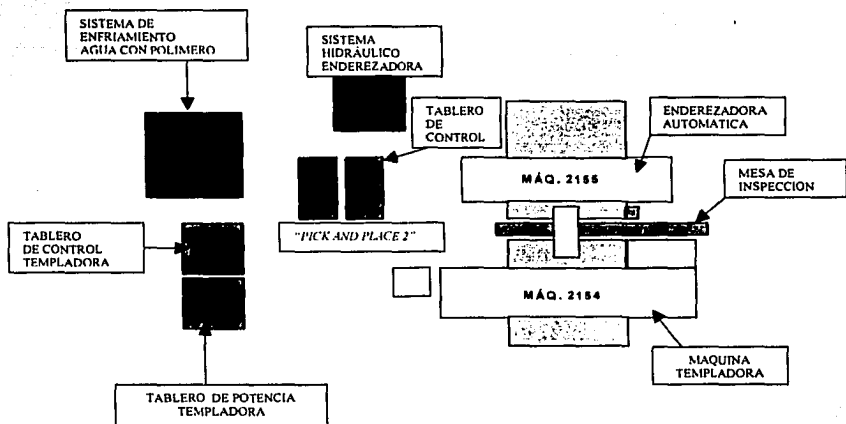 SISTEMA DE
ENFRIAMIENTO
AGUA CON POLIMERO
SISTEMA
HIDRÁULICO
ENDEREZADORA
TABLERO
DE
CONTROL
ENDEREZADORA
AUTOMATICA
MÁQ. 2155
MESA DE
INSPECCION
"PICK AND PLACE 2"
TABLERO
DE CONTROL
TEMPLADORA
MÁQ. 2154
MAQUINA
TEMPLADORA
TABLERO DE POTENCIA
TEMPLADORA